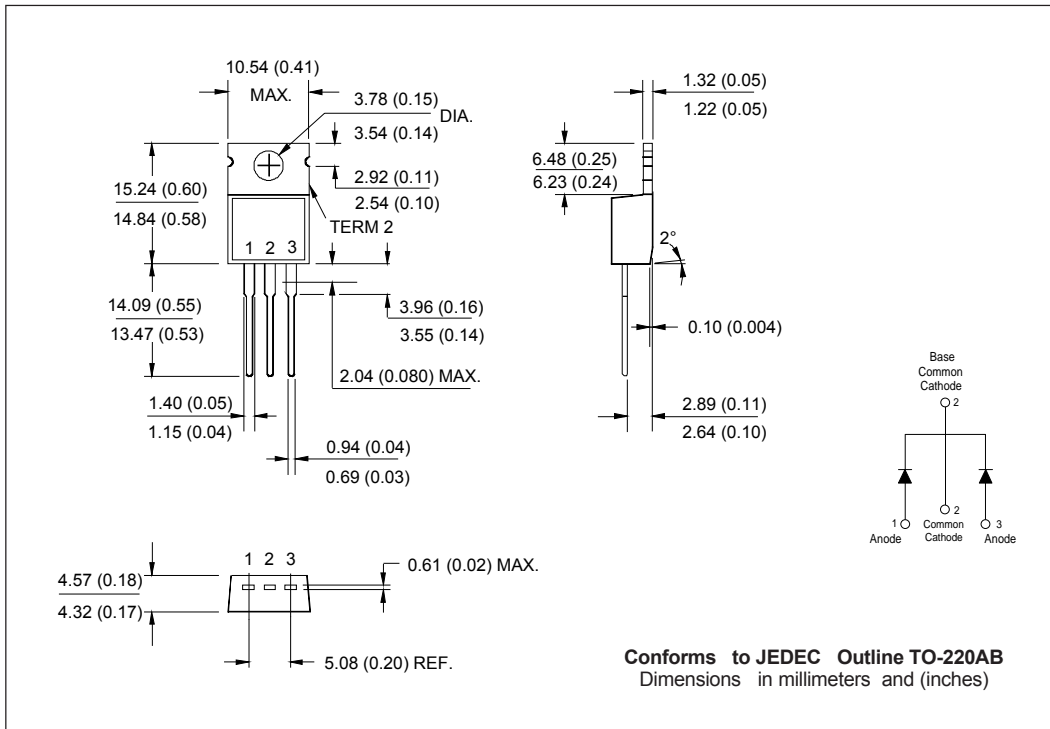 10.54 (0.41)
MAX.
3.78 (0.15)
DIA.
3.54 (0.14)
2.92 (0.11)
2.54 (0.10)
TERM 2
15.24 (0.60)
14.84 (0.58)
1 2 3
14.09 (0.55)
13.47 (0.53)
3.96 (0.16)
3.55 (0.14)
2.04 (0.080) MAX.
1.40 (0.05)
1.15 (0.04)
0.94 (0.04)
0.69 (0.03)
1.32 (0.05)
1.22 (0.05)
6.48 (0.25)
6.23 (0.24)
2°
0.10 (0.004)
2.89 (0.11)
2.64 (0.10)
Base
Common
Cathode
2
1
Anode
2
Common
Cathode
3
Anode
1 2 3
4.57 (0.18)
4.32 (0.17)
0.61 (0.02) MAX.
5.08 (0.20) REF.
Conforms to JEDEC Outline TO-220AB
Dimensions in millimeters and (inches)